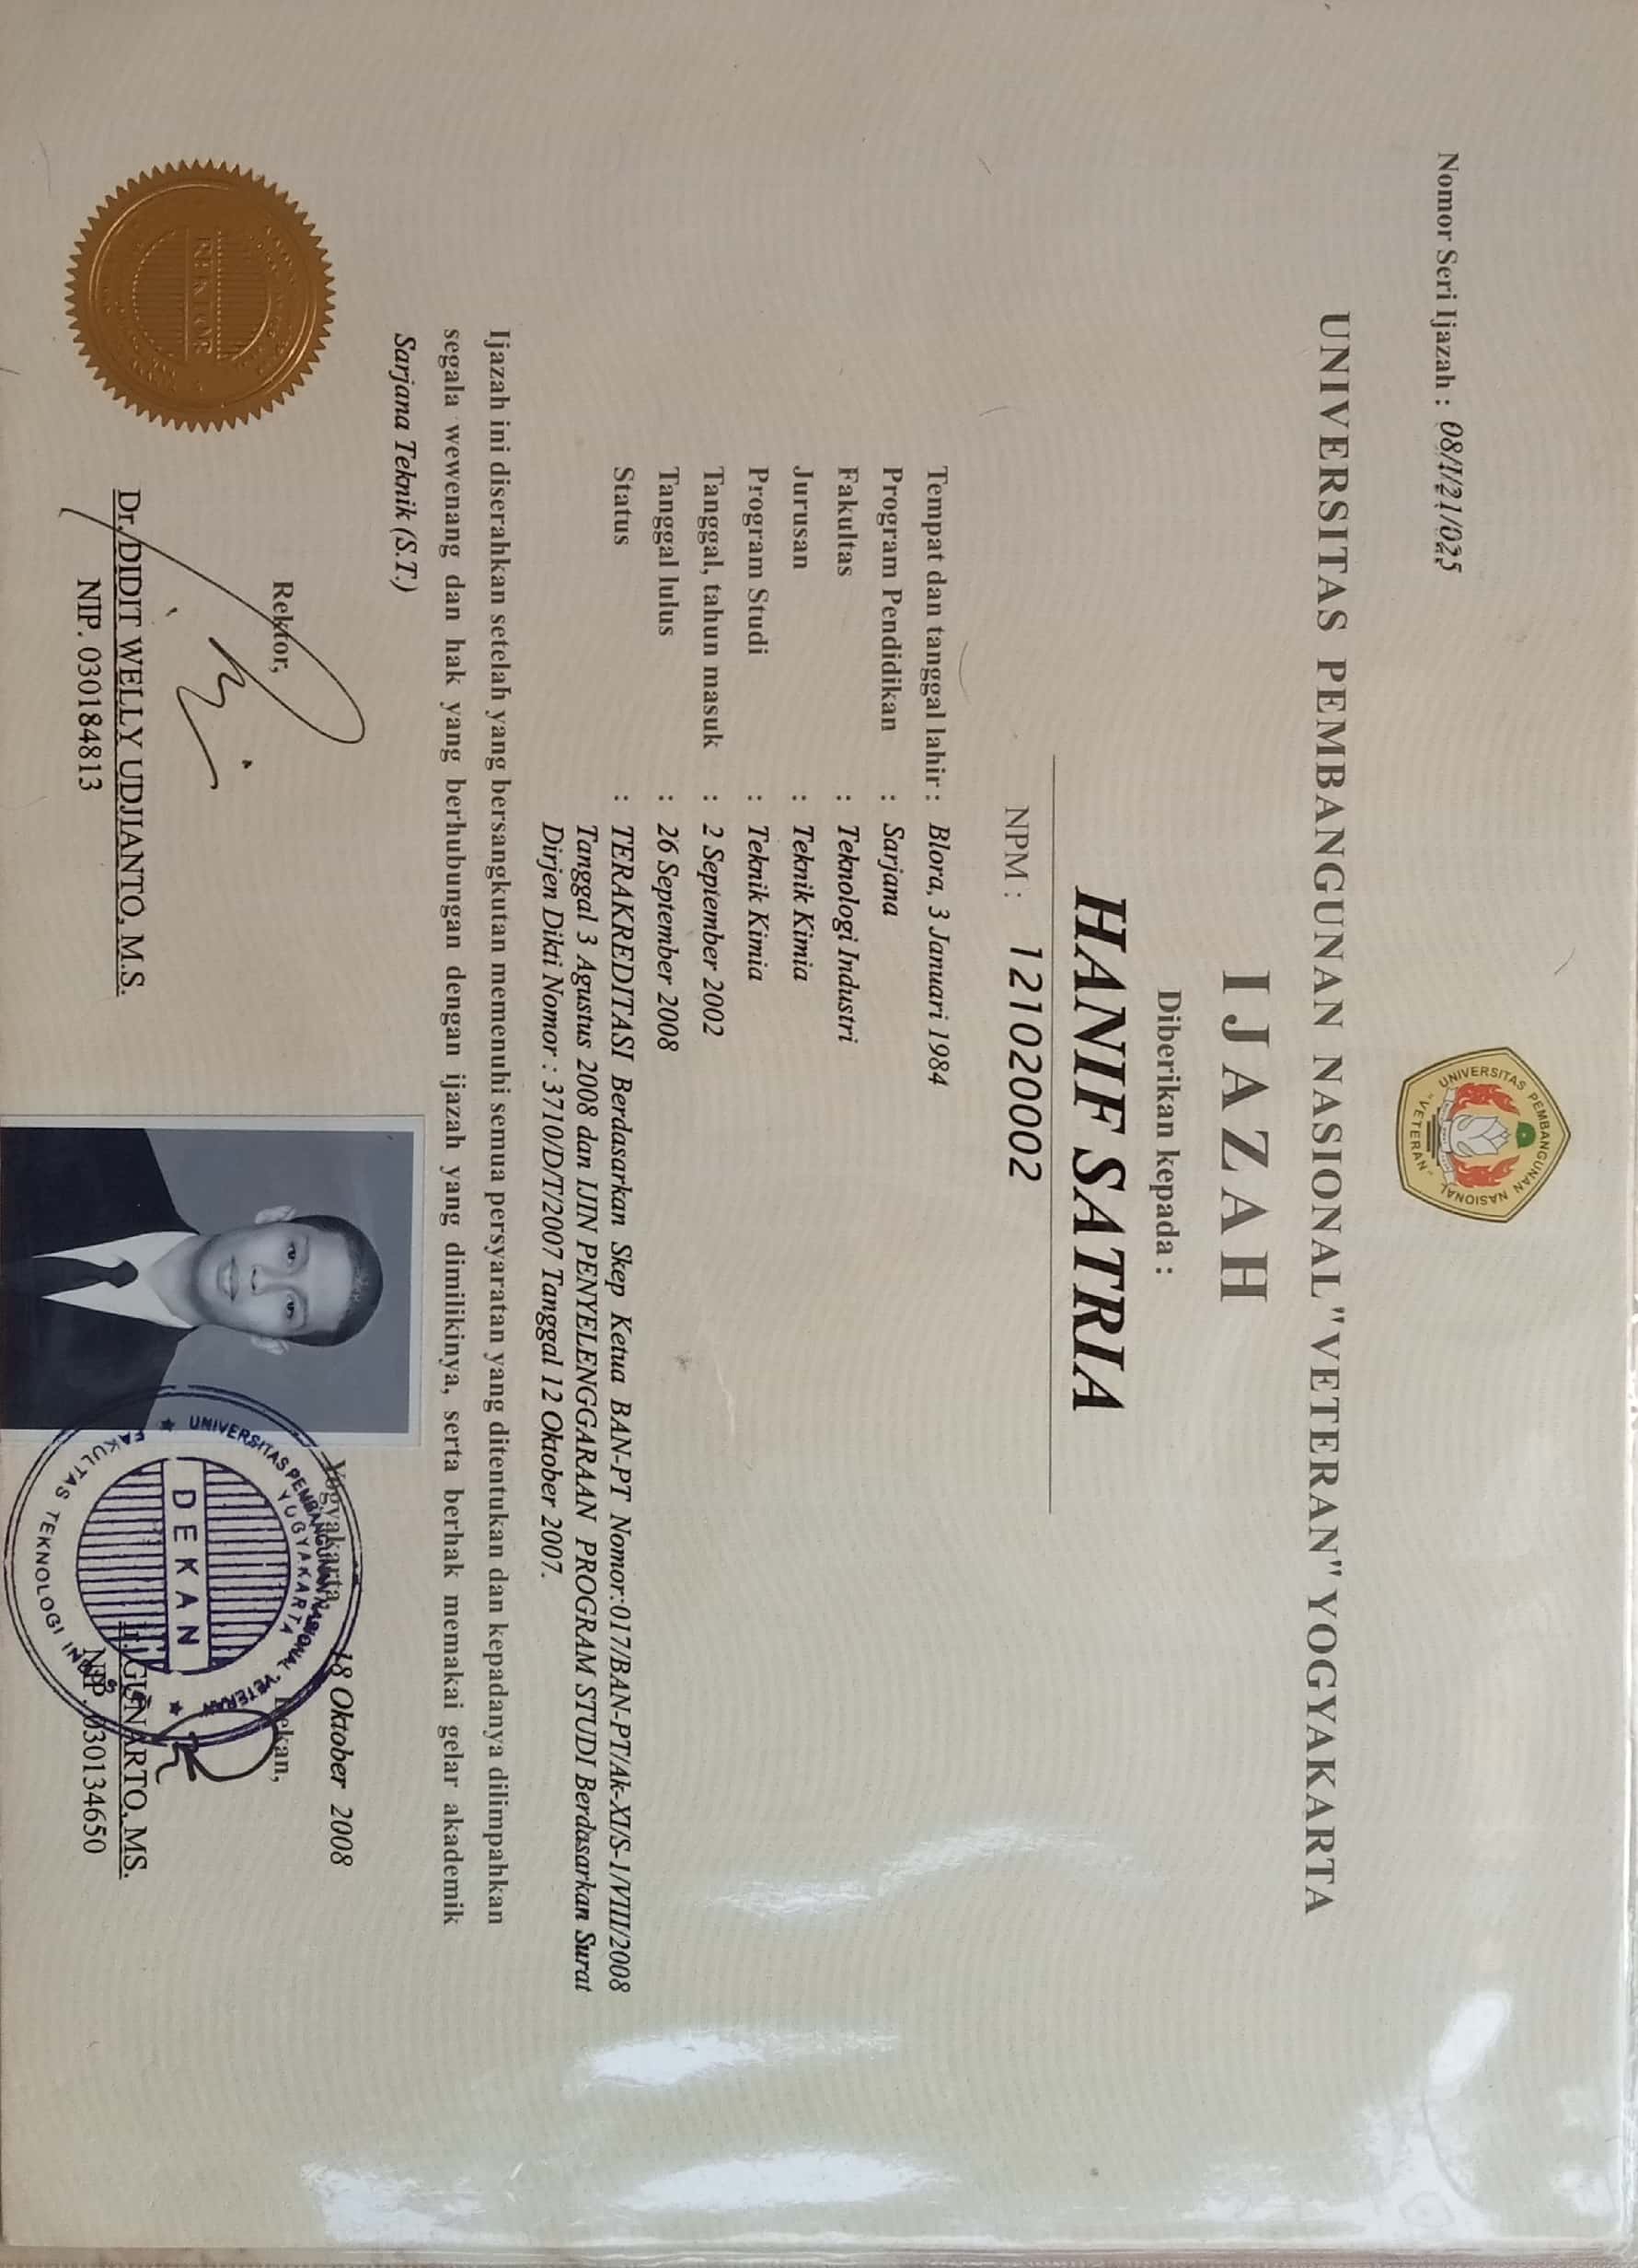 Nomor Seri Ijazah : 08/I/21/025
UNIVERSITAS PEMBANGUNAN NASIONAL
"VETERAN"
UNIVERSITAS PEMBANGUNAN NASIONAL "VETERAN" YOGYAKARTA
IJAZAH
Diberikan kepada :
HANIF SATRIA
NPM : 121020002
Tempat dan tanggal lahir : Blora, 3 Januari 1984
Program Pendidikan : Sarjana
Fakultas : Teknologi Industri
Jurusan : Teknik Kimia
Program Studi : Teknik Kimia
Tanggal, tahun masuk : 2 September 2002
Tanggal lulus : 26 September 2008
Status : TERAKREDITASI Berdasarkan Skep Ketua BAN-PT Nomor:017/BAN-PT/Ak-XI/S-1/VIII/2008
Tanggal 3 Agustus 2008 dan IJIN PENYELENGGARAAN PROGRAM STUDI Berdasarkan Surat
Dirjen Dikti Nomor : 3710/D/T/2007 Tanggal 12 Oktober 2007.
Ijazah ini diserahkan setelah yang bersangkutan memenuhi semua persyaratan yang ditentukan dan kepadanya dilimpahkan
segala wewenang dan hak yang berhubungan dengan ijazah yang dimilikinya, serta berhak memakai gelar akademik
Sarjana Teknik (S.T.)
Yogyakarta, 18 Oktober 2008
Rektor,
Dekan,
REKTOR
UNIVERSITAS PEMBANGUNAN NASIONAL VETERAN
YOGYAKARTA
DEKAN
FAKULTAS TEKNOLOGI
Dr. DIDIT WELLY UDJIANTO, M.S.
NIP. 030184813
Ir. GUNARTO, MS.
NIP. 030134650